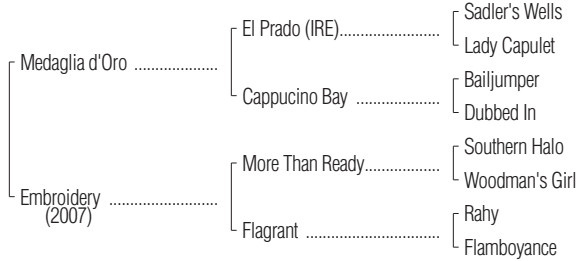 Sadler's Wells
El Prado (IRE)....................
Lady Capulet
Medaglia d'Oro .................
Bailjumper
Cappucino Bay .................
Dubbed In
Southern Halo
More Than Ready...............
Woodman's Girl
Embroidery ......................
(2007)
Rahy
Flagrant ...........................
Flamboyance